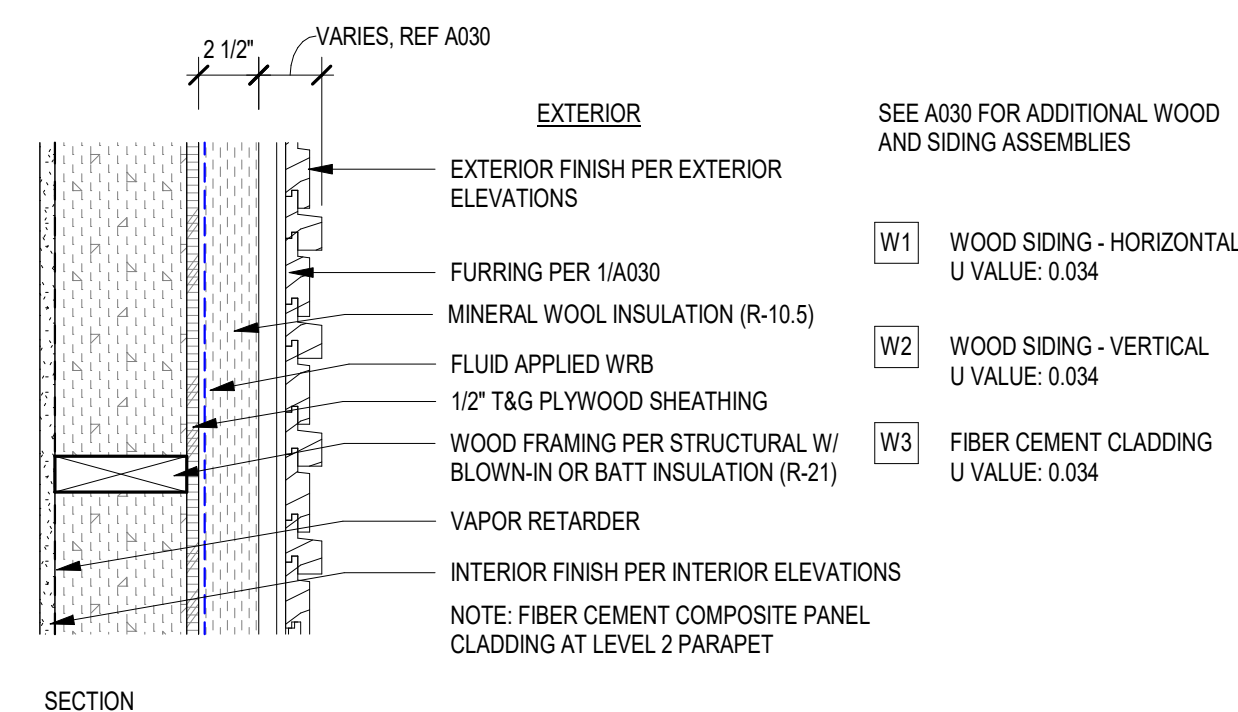 2 1/2"
VARIES, REF A030
EXTERIOR
EXTERIOR FINISH PER EXTERIOR
ELEVATIONS
FURRING PER 1/A030
MINERAL WOOL INSULATION (R-10.5)
FLUID APPLIED WRB
1/2" T&G PLYWOOD SHEATHING
WOOD FRAMING PER STRUCTURAL W/
BLOWN-IN OR BATT INSULATION (R-21)
VAPOR RETARDER
INTERIOR FINISH PER INTERIOR ELEVATIONS
NOTE: FIBER CEMENT COMPOSITE PANEL
CLADDING AT LEVEL 2 PARAPET
SEE A030 FOR ADDITIONAL WOOD
AND SIDING ASSEMBLIES
W1 WOOD SIDING - HORIZONTAL
U VALUE: 0.034
W2 WOOD SIDING - VERTICAL
U VALUE: 0.034
W3 FIBER CEMENT CLADDING
U VALUE: 0.034
SECTION